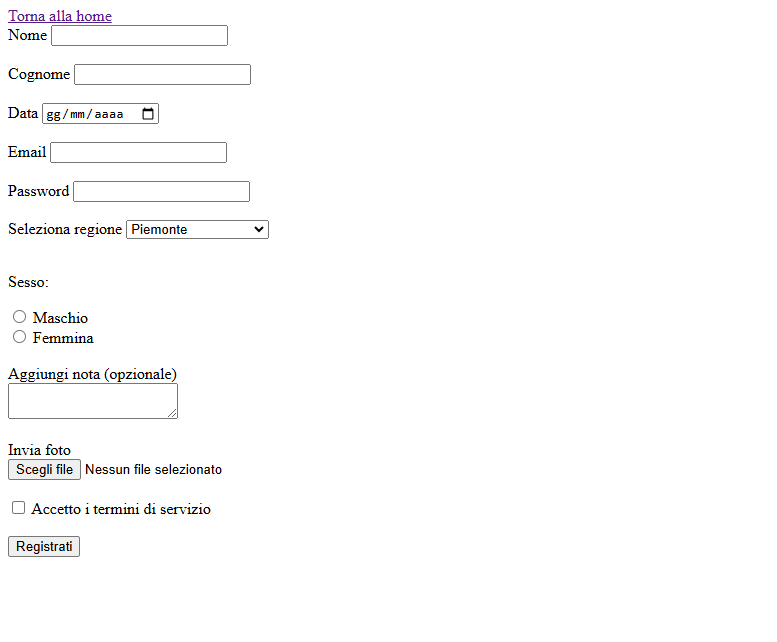 Torna alla home
Nome
Cognome
Data gg/mm/aaaa
Email
Password
Seleziona regione Piemonte
Sesso:
Maschio
Femmina
Aggiungi nota (opzionale)
Invia foto
Scegli file Nessun file selezionato
Accetto i termini di servizio
Registrati